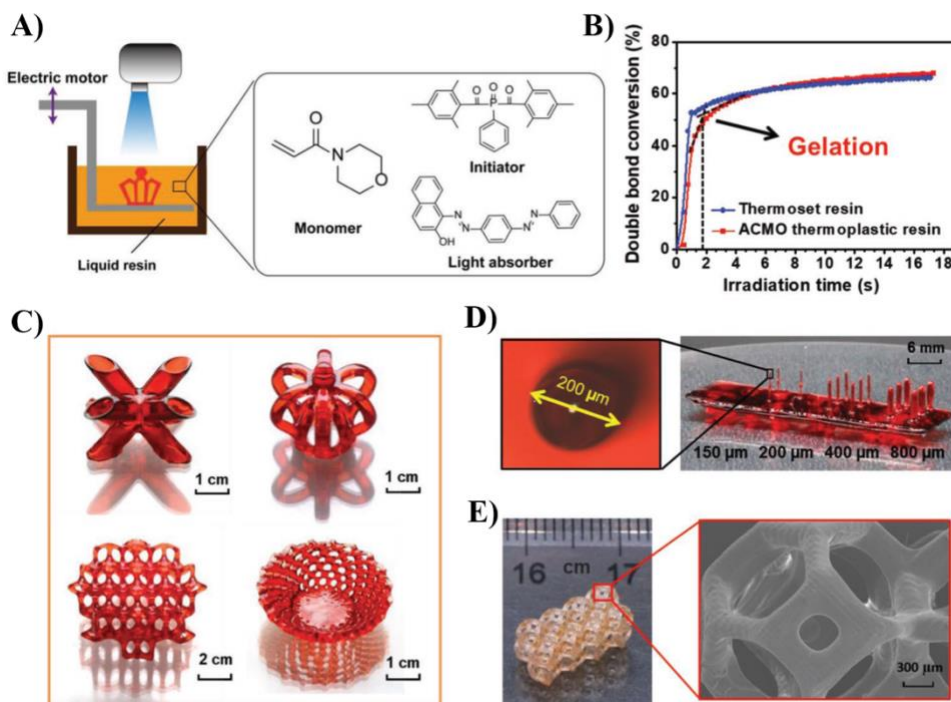 A)
Electric motor
Liquid resin
O
N
O
Monomer
O O O
P
Initiator
N
N
OH
N
N
Light absorber
B)
Double bond conversion (%)
80
60
40
20
0
Gelation
Thermoset resin
ACMO thermoplastic resin
0 2 4 6 8 10 12 14 16 18
Irradiation time (s)
C)
1 cm
1 cm
2 cm
1 cm
D)
200 µm
6 mm
150 µm 200 µm 400 µm 800 µm
E)
16 cm 17
300 µm